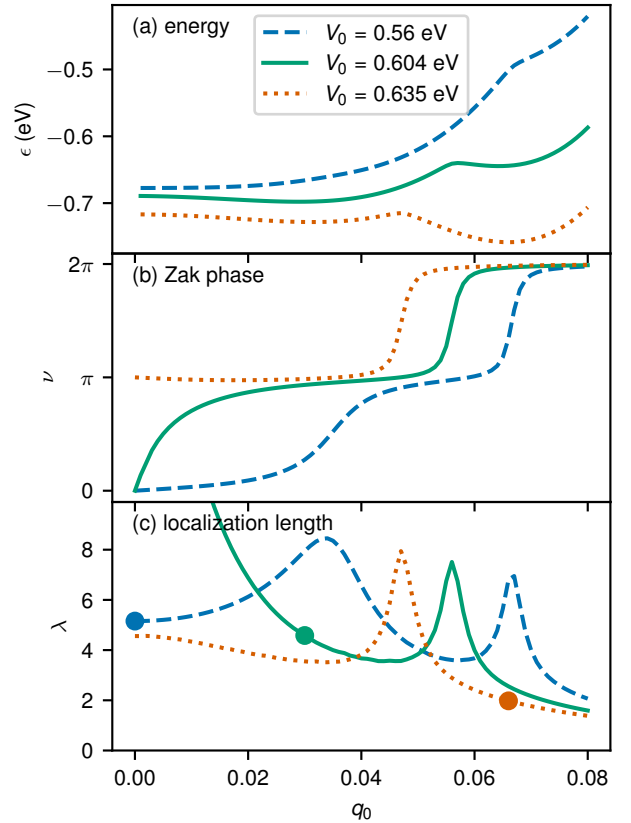 (a) energy
V₀ = 0.56 eV
V₀ = 0.604 eV
V₀ = 0.635 eV
−0.5
−0.6
−0.7
ϵ (eV)
(b) Zak phase
2π
π
0
ν
(c) localization length
8
6
4
2
0
λ
0.00 0.02 0.04 0.06 0.08
q₀